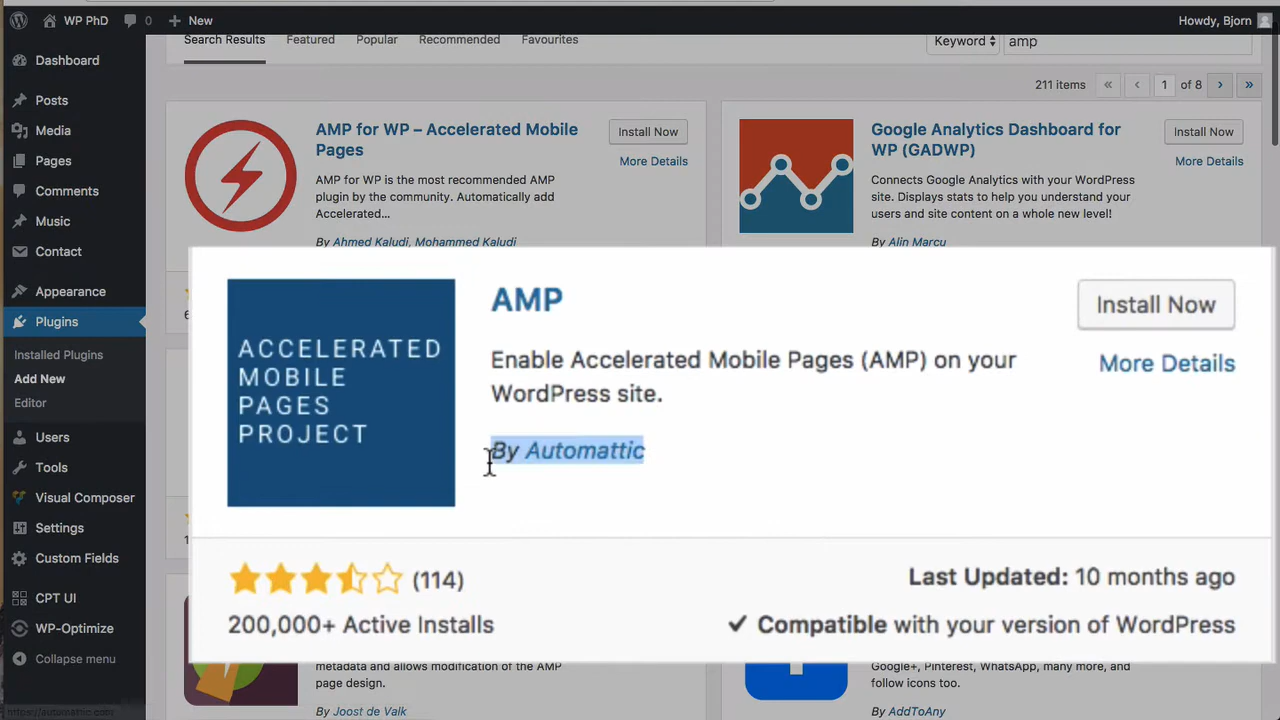 WP PhD
0
New
Howdy, Bjorn
Dashboard
Posts
Media
Pages
Comments
Music
Contact
Appearance
Plugins
Installed Plugins
Add New
Editor
Users
Tools
Visual Composer
Settings
Custom Fields
CPT UI
WP-Optimize
Collapse menu
https://automattic.com
Search Results
Featured
Popular
Recommended
Favourites
Keyword
amp
211 items
«
‹
1
of 8
›
»
AMP for WP – Accelerated Mobile
Pages
Install Now
More Details
AMP for WP is the most recommended AMP
plugin by the community. Automatically add
Accelerated...
By Ahmed Kaludi, Mohammed Kaludi
Google Analytics Dashboard for
WP (GADWP)
Install Now
More Details
Connects Google Analytics with your WordPress
site. Displays stats to help you understand your
users and site content on a whole new level!
By Alin Marcu
ACCELERATED
MOBILE
PAGES
PROJECT
AMP
Install Now
More Details
Enable Accelerated Mobile Pages (AMP) on your
WordPress site.
By Automattic
(114)
200,000+ Active Installs
Last Updated: 10 months ago
✓ Compatible with your version of WordPress
metadata and allows modification of the AMP
page design.
By Joost de Valk
Google+, Pinterest, WhatsApp, many more, and
follow icons too.
By AddToAny